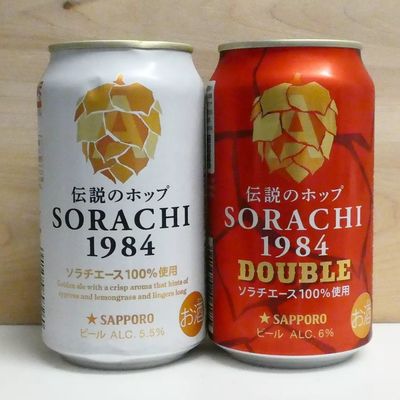 伝説のホップ
SORACHI
1984
ソラチエース100%使用
Golden ale with a crisp aroma that hints of
cypress and lemongrass and lingers long
お酒
★SAPPORO
ビール ALC. 5.5%
伝説のホップ
SORACHI
1984
DOUBLE
ソラチエース100%使用
お酒
★SAPPORO
ビール ALC. 6%